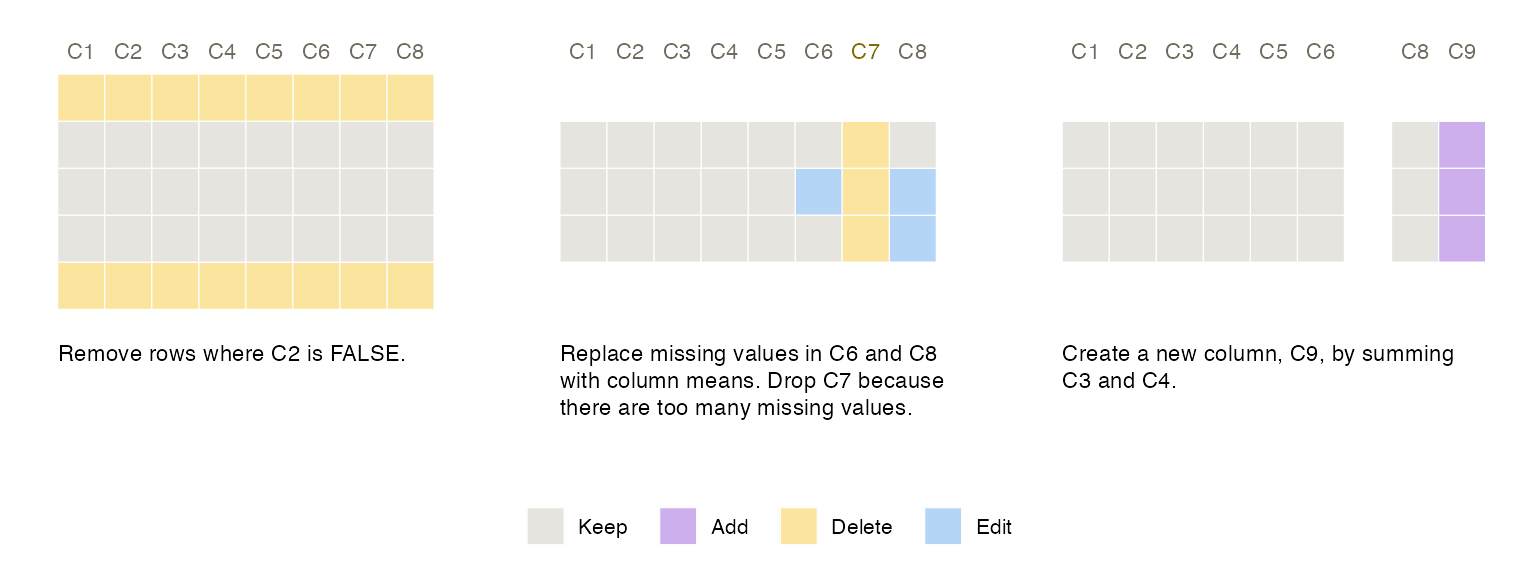 C1 C2 C3 C4 C5 C6 C7 C8
Remove rows where C2 is FALSE.
C1 C2 C3 C4 C5 C6 C7 C8
Replace missing values in C6 and C8
with column means. Drop C7 because
there are too many missing values.
C1 C2 C3 C4 C5 C6 C8 C9
Create a new column, C9, by summing
C3 and C4.
Keep Add Delete Edit